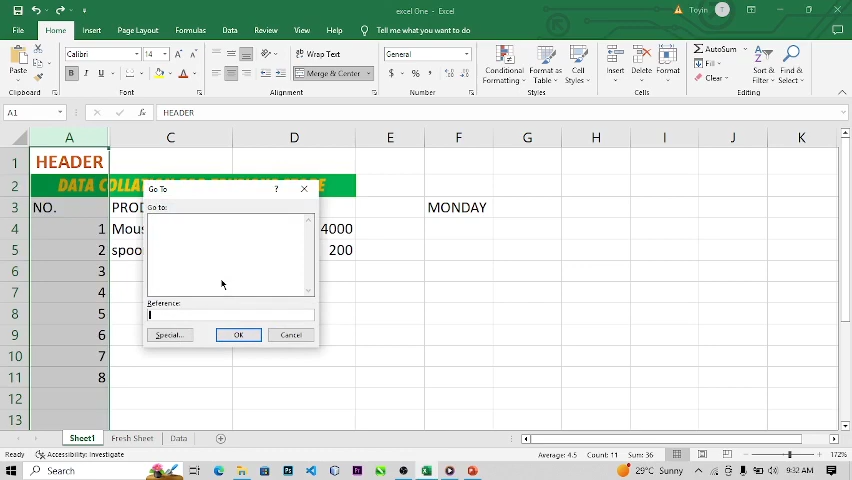 excel One - Excel
Toyin
T
File
Home
Insert
Page Layout
Formulas
Data
Review
View
Help
Tell me what you want to do
Paste
Calibri
14
B I U
Wrap Text
Merge & Center
General
Conditional
Formatting
Format as
Table
Cell
Styles
Insert
Delete
Format
AutoSum
Fill
Clear
Sort &
Filter
Find &
Select
Clipboard
Font
Alignment
Number
Styles
Cells
Editing
A1
HEADER
A C D E F G H I J K
1 HEADER
2 DATA COLLATION FOR
3 NO. PROD MONDAY
4 1 Mous 4000
5 2 spoo 200
6 3
7 4
8 5
9 6
10 7
11 8
12
13
Go To
?
Go to:
Reference:
Special...
OK
Cancel
Sheet1
Fresh Sheet
Data
Ready
Accessibility: Investigate
Average: 4.5 Count: 11 Sum: 36
172%
Search
29°C Sunny
9:32 AM